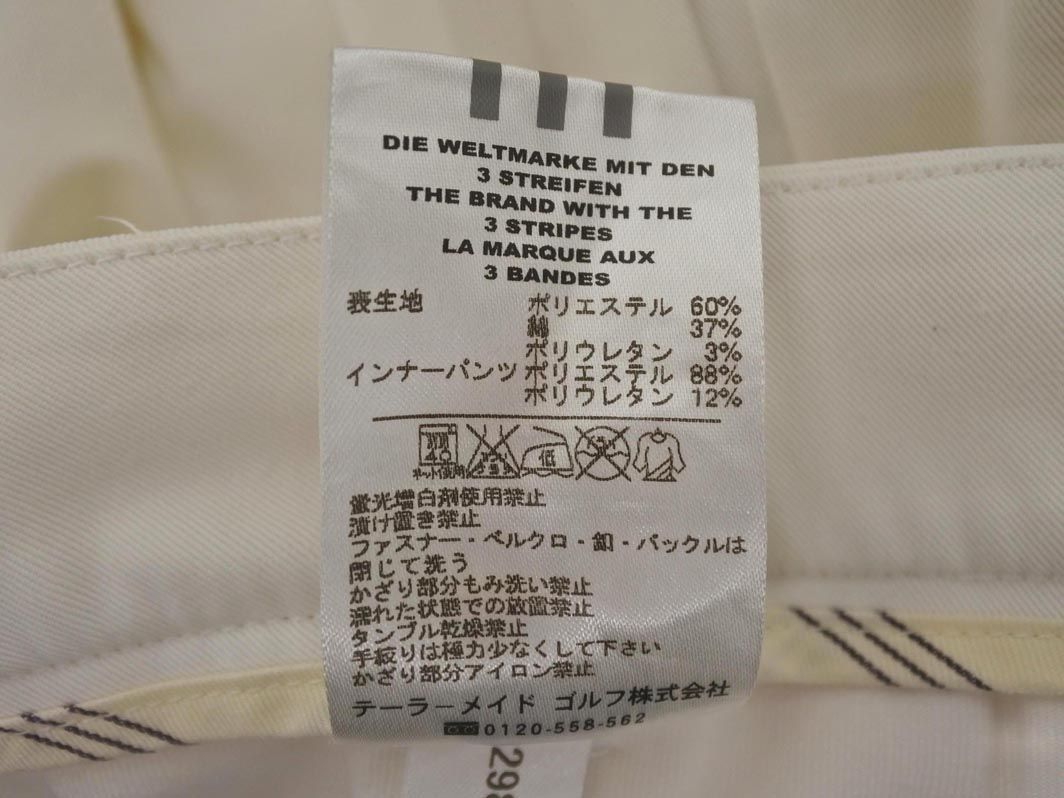 DIE WELTMARKE MIT DEN
3 STREIFEN
THE BRAND WITH THE
3 STRIPES
LA MARQUE AUX
3 BANDES
表生地 ポリエステル 60%
綿 37%
ポリウレタン 3%
インナーパンツ ポリエステル 88%
ポリウレタン 12%
40 低
ネット使用
蛍光増白剤使用禁止
漬け置き禁止
ファスナー・ベルクロ・釦・バックルは
閉じて洗う
かざり部分もみ洗い禁止
濡れた状態での放置禁止
タンブル乾燥禁止
手絞りは極力少なくして下さい
かざり部分アイロン禁止
テーラーメイド ゴルフ株式会社
0120-558-562